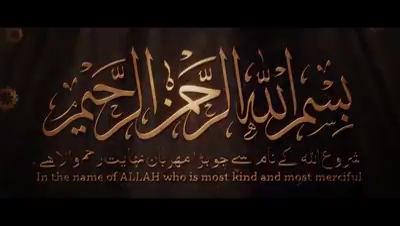 بسم الله الرحمن الرحيم
شروع اللہ کے نام سے جو بڑا مہربان نہایت رحم والا ہے۔
In the name of ALLAH who is most kind and most merciful